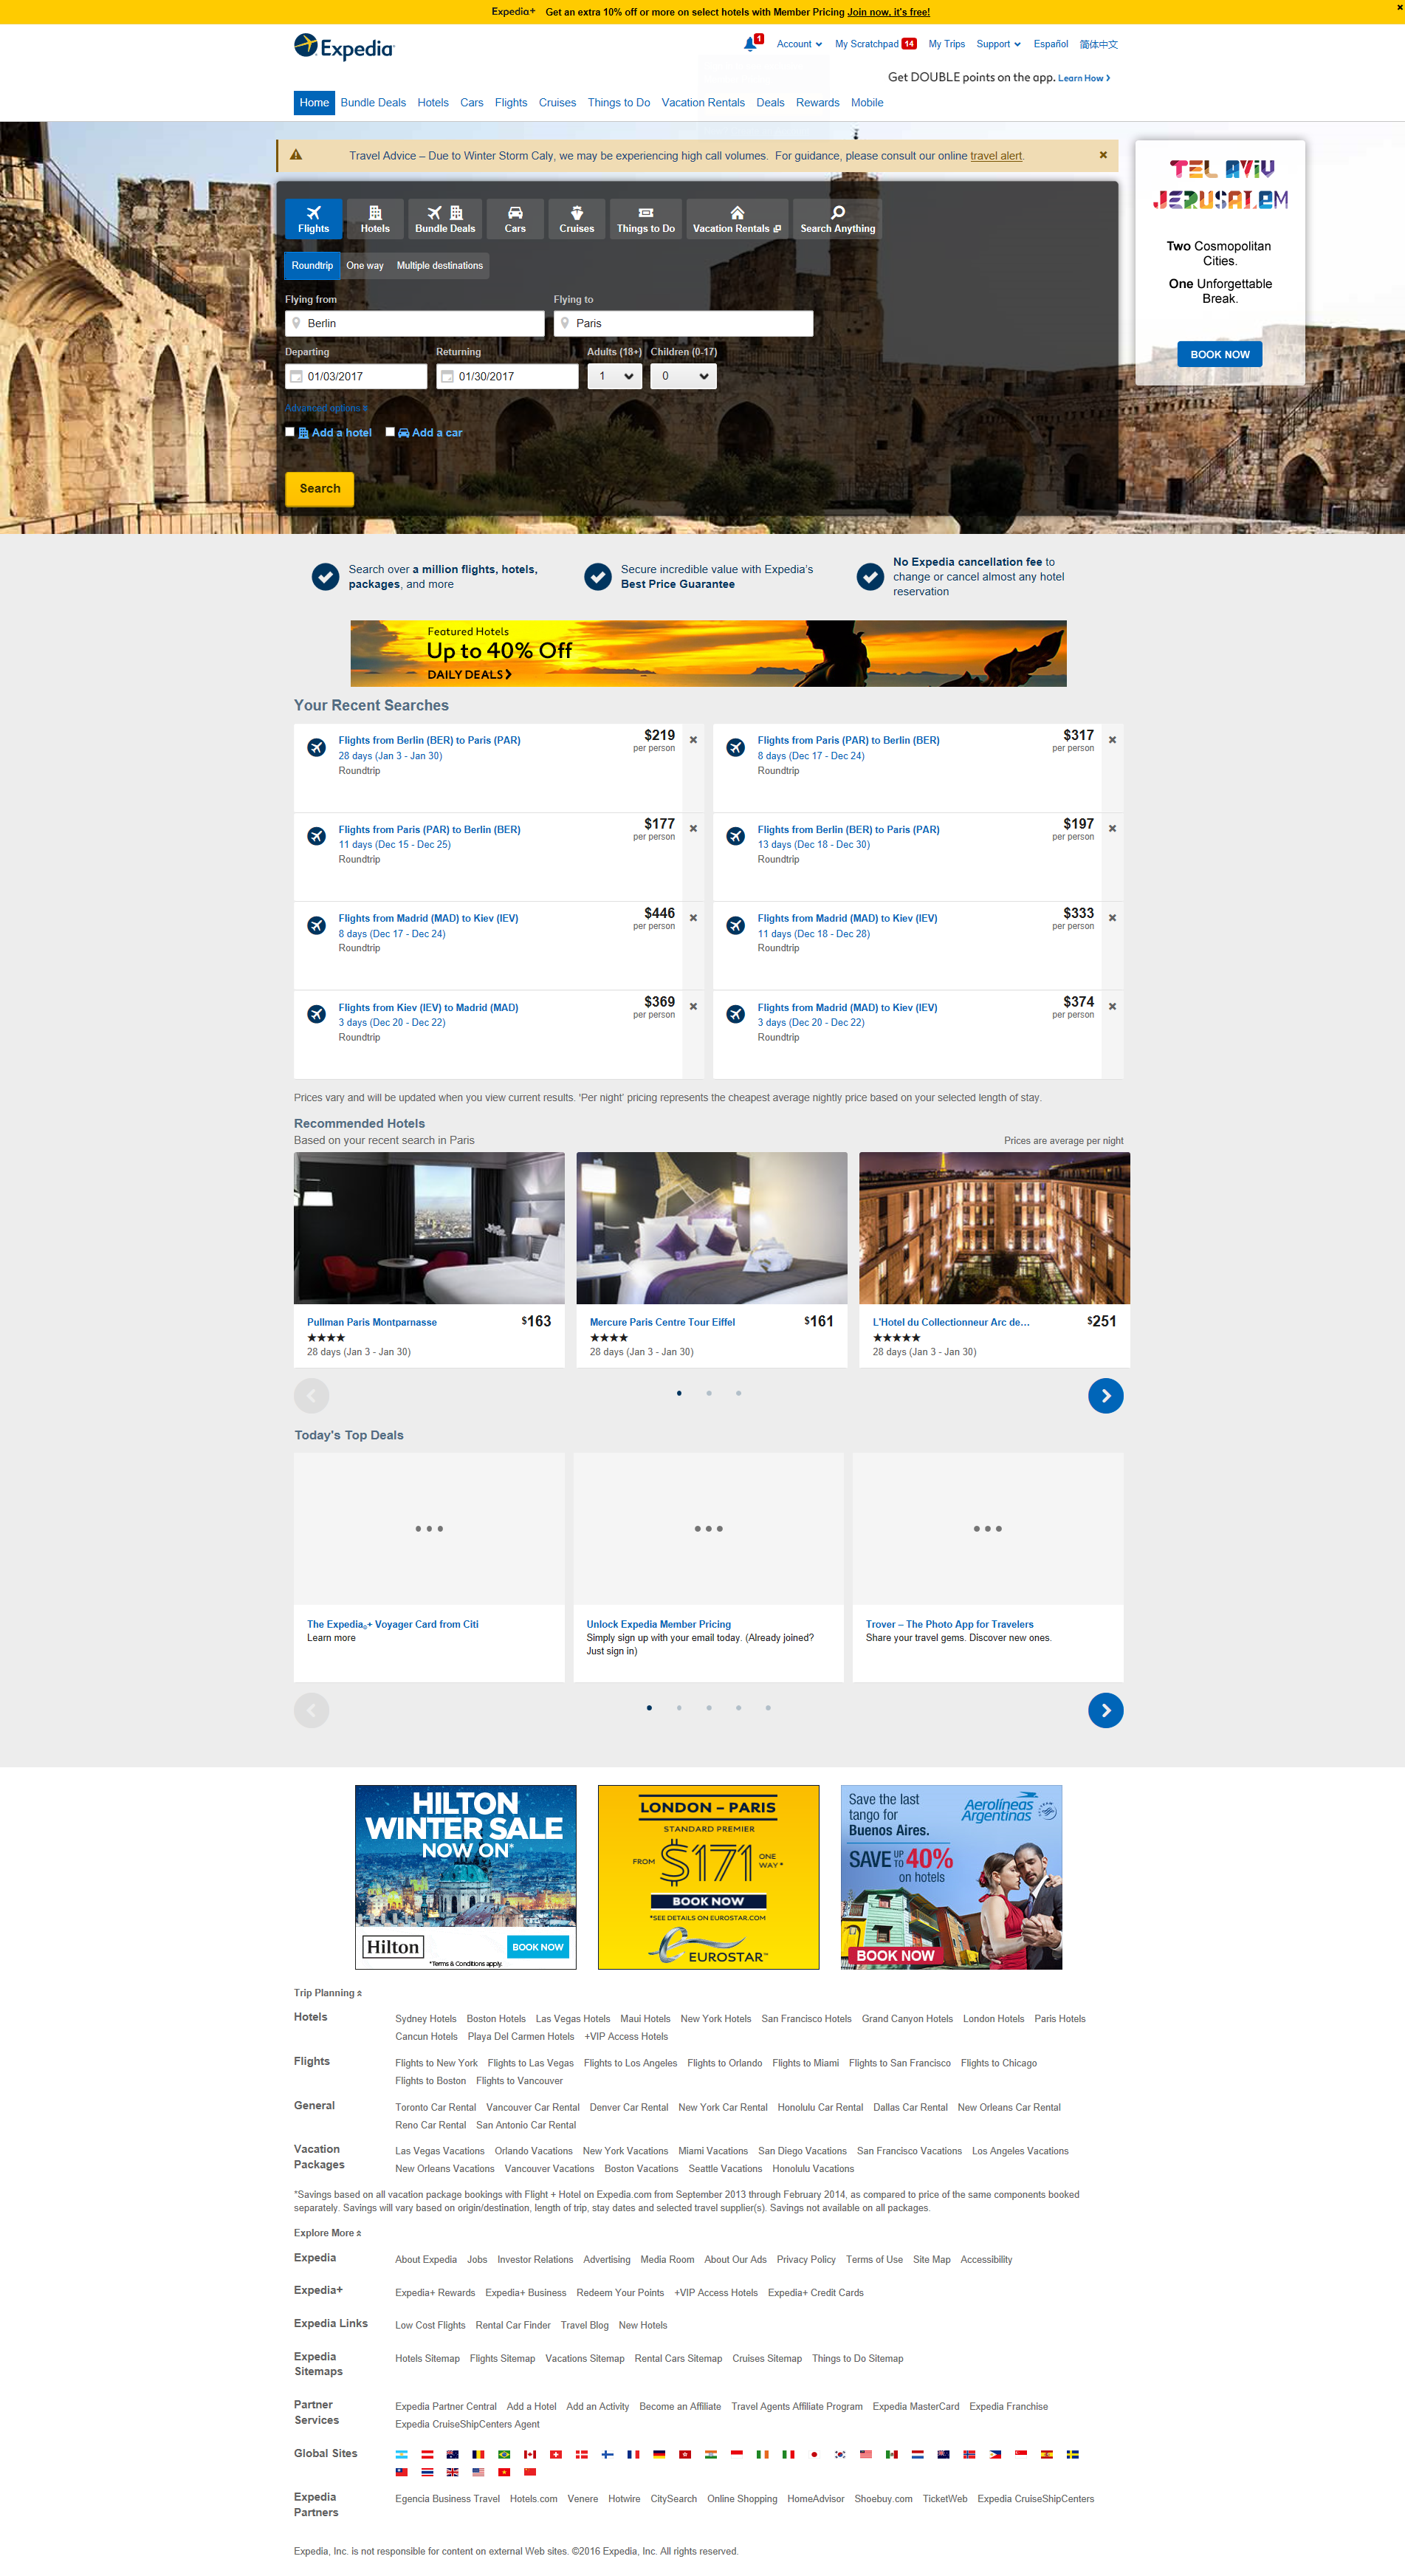 Expedia+ Get an extra 10% off or more on select hotels with Member Pricing Join now, it's free!
Expedia
1 Account My Scratchpad 14 My Trips Support Español 简体中文
Get DOUBLE points on the app. Learn How
Home Bundle Deals Hotels Cars Flights Cruises Things to Do Vacation Rentals Deals Rewards Mobile
Travel Advice – Due to Winter Storm Caly, we may be experiencing high call volumes. For guidance, please consult our online travel alert.
TEL AVIV
JERUSALEM
Two Cosmopolitan
Cities.
One Unforgettable
Break.
BOOK NOW
Flights Hotels Bundle Deals Cars Cruises Things to Do Vacation Rentals Search Anything
Roundtrip One way Multiple destinations
Flying from Flying to
Berlin Paris
Departing Returning Adults (18+) Children (0-17)
01/03/2017 01/30/2017 1 0
Advanced options
Add a hotel Add a car
Search
Search over a million flights, hotels,
packages, and more
Secure incredible value with Expedia's
Best Price Guarantee
No Expedia cancellation fee to
change or cancel almost any hotel
reservation
Featured Hotels
Up to 40% Off
DAILY DEALS
Your Recent Searches
Flights from Berlin (BER) to Paris (PAR) $219
28 days (Jan 3 - Jan 30) per person
Roundtrip
Flights from Paris (PAR) to Berlin (BER) $317
8 days (Dec 17 - Dec 24) per person
Roundtrip
Flights from Paris (PAR) to Berlin (BER) $177
11 days (Dec 15 - Dec 25) per person
Roundtrip
Flights from Berlin (BER) to Paris (PAR) $197
13 days (Dec 18 - Dec 30) per person
Roundtrip
Flights from Madrid (MAD) to Kiev (IEV) $446
8 days (Dec 17 - Dec 24) per person
Roundtrip
Flights from Madrid (MAD) to Kiev (IEV) $333
11 days (Dec 18 - Dec 28) per person
Roundtrip
Flights from Kiev (IEV) to Madrid (MAD) $369
3 days (Dec 20 - Dec 22) per person
Roundtrip
Flights from Madrid (MAD) to Kiev (IEV) $374
3 days (Dec 20 - Dec 22) per person
Roundtrip
Prices vary and will be updated when you view current results. 'Per night' pricing represents the cheapest average nightly price based on your selected length of stay.
Recommended Hotels
Based on your recent search in Paris Prices are average per night
Pullman Paris Montparnasse $163
28 days (Jan 3 - Jan 30)
Mercure Paris Centre Tour Eiffel $161
28 days (Jan 3 - Jan 30)
L'Hotel du Collectionneur Arc de... $251
28 days (Jan 3 - Jan 30)
Today's Top Deals
The Expedia®+ Voyager Card from Citi
Learn more
Unlock Expedia Member Pricing
Simply sign up with your email today. (Already joined?
Just sign in)
Trover – The Photo App for Travelers
Share your travel gems. Discover new ones.
HILTON
WINTER SALE
NOW ON*
Hilton BOOK NOW
*Terms & Conditions apply.
LONDON – PARIS
STANDARD PREMIER
FROM $171 ONE WAY*
BOOK NOW
*SEE DETAILS ON EUROSTAR.COM
EUROSTAR™
Save the last
tango for
Buenos Aires.
Aerolíneas
Argentinas
SAVE UP TO 40%
on hotels
BOOK NOW
Trip Planning
Hotels Sydney Hotels Boston Hotels Las Vegas Hotels Maui Hotels New York Hotels San Francisco Hotels Grand Canyon Hotels London Hotels Paris Hotels
Cancun Hotels Playa Del Carmen Hotels +VIP Access Hotels
Flights Flights to New York Flights to Las Vegas Flights to Los Angeles Flights to Orlando Flights to Miami Flights to San Francisco Flights to Chicago
Flights to Boston Flights to Vancouver
General Toronto Car Rental Vancouver Car Rental Denver Car Rental New York Car Rental Honolulu Car Rental Dallas Car Rental New Orleans Car Rental
Reno Car Rental San Antonio Car Rental
Vacation Packages Las Vegas Vacations Orlando Vacations New York Vacations Miami Vacations San Diego Vacations San Francisco Vacations Los Angeles Vacations
New Orleans Vacations Vancouver Vacations Boston Vacations Seattle Vacations Honolulu Vacations
*Savings based on all vacation package bookings with Flight + Hotel on Expedia.com from September 2013 through February 2014, as compared to price of the same components booked
separately. Savings will vary based on origin/destination, length of trip, stay dates and selected travel supplier(s). Savings not available on all packages.
Explore More
Expedia About Expedia Jobs Investor Relations Advertising Media Room About Our Ads Privacy Policy Terms of Use Site Map Accessibility
Expedia+ Expedia+ Rewards Expedia+ Business Redeem Your Points +VIP Access Hotels Expedia+ Credit Cards
Expedia Links Low Cost Flights Rental Car Finder Travel Blog New Hotels
Expedia Sitemaps Hotels Sitemap Flights Sitemap Vacations Sitemap Rental Cars Sitemap Cruises Sitemap Things to Do Sitemap
Partner Services Expedia Partner Central Add a Hotel Add an Activity Become an Affiliate Travel Agents Affiliate Program Expedia MasterCard Expedia Franchise
Expedia CruiseShipCenters Agent
Global Sites
Expedia Partners Egencia Business Travel Hotels.com Venere Hotwire CitySearch Online Shopping HomeAdvisor Shoebuy.com TicketWeb Expedia CruiseShipCenters
Expedia, Inc. is not responsible for content on external Web sites. ©2016 Expedia, Inc. All rights reserved.